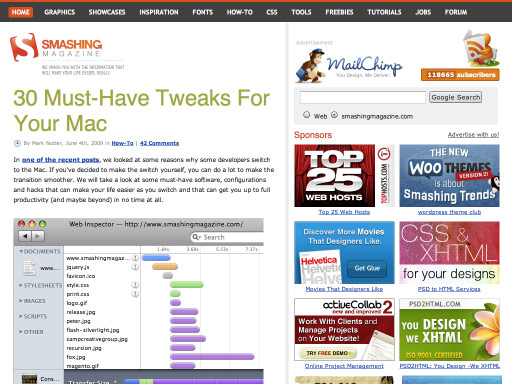 HOME GRAPHICS SHOWCASES INSPIRATION FONTS HOW-TO CSS TOOLS FREEBIES TUTORIALS JOBS FORUM
SMASHING
MAGAZINE
WE SMASH YOU WITH THE INFORMATION THAT
WILL MAKE YOUR LIFE EASIER. REALLY.
30 Must-Have Tweaks For
Your Mac
By Mark Nutter, June 4th, 2009 in How-To | 42 Comments
In one of the recent posts, we looked at some reasons why some developers switch
to the Mac. If you've decided to make the switch yourself, you can do a lot to make the
transition smoother. We will take a look at some must-have software, configurations
and hacks that can make your life easier as you switch and that can get you up to full
productivity (and maybe beyond) in no time at all.
Web Inspector — http://www.smashingmagazine.com/
Search
DOCUMENTS
www....
STYLESHEETS
IMAGES
SCRIPTS
OTHER
1.84s 3.69s 5.53s 7.37s
www.smashingmagaz...
jquery.js
favicon.ico
style.css
print.css
logo.gif
release.jpg
peter.jpg
flash-silverlight.jpg
campcreativegroup.jpg
recursion.jpg
fox.jpg
magento.gif
Cons...
Transfer Size
Advertisement
MailChimp
You Design, We Deliver.
118665 subscribers
Google Search
Web smashingmagazine.com
Sponsors
Advertise with us!
TOP
25
WEB HOSTS
TOPHOSTS.COM
Top 25 Web Hosts
THE NEW
WOO THEMES
VERSION 2!
is about
Smashing Trends
wordpress theme club
Discover More Movies
That Designers Like.
Helvetica
Get Glue
Movies That Designers Like
CSS &
XHTML
for your designs
PSD to HTML Services
activeCollab 2
new and improved
Work With Clients and
Manage Projects
on Your Website!
TRY FREE DEMO
Online Project Management
PSD2HTML.COM
YOU DESIGN
WE XHTML
ISO 9001 CERTIFIED
PSD2HTML: You Design -We XHTML